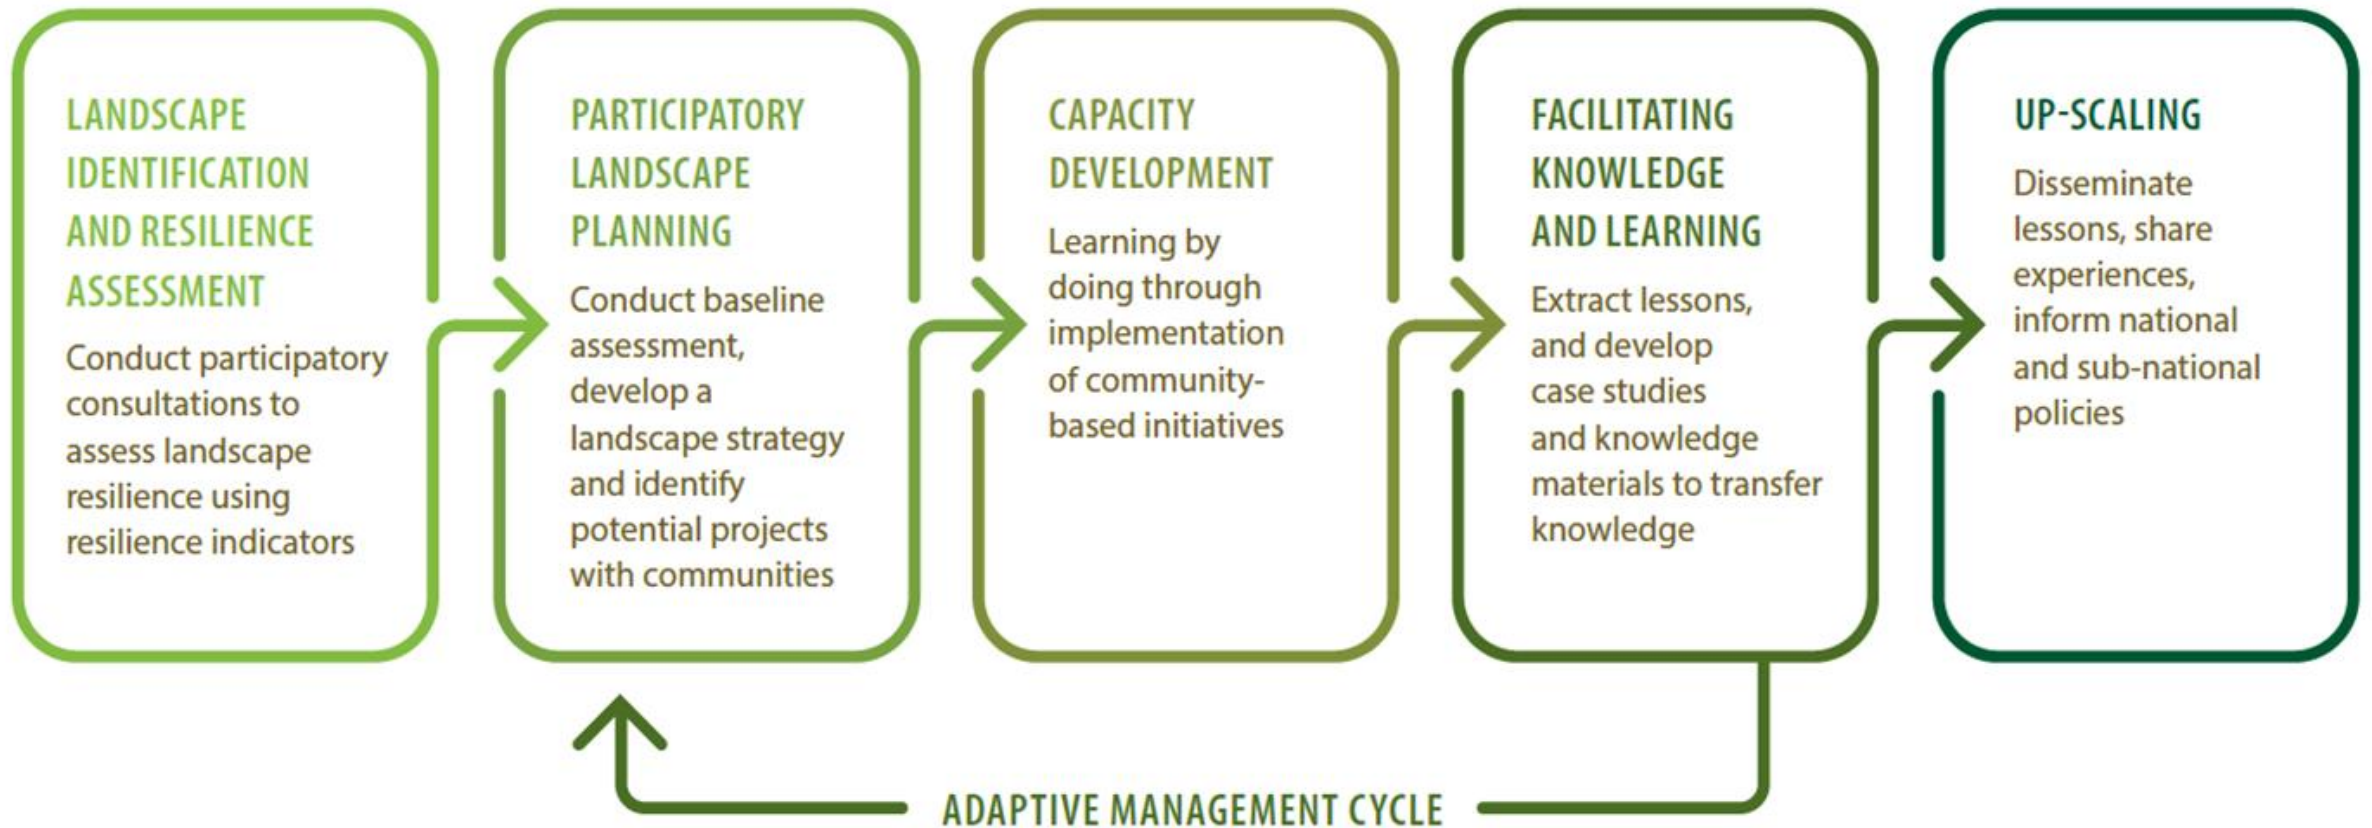 LANDSCAPE
IDENTIFICATION
AND RESILIENCE
ASSESSMENT
Conduct participatory
consultations to
assess landscape
resilience using
resilience indicators
PARTICIPATORY
LANDSCAPE
PLANNING
Conduct baseline
assessment,
develop a
landscape strategy
and identify
potential projects
with communities
CAPACITY
DEVELOPMENT
Learning by
doing through
implementation
of community-
based initiatives
FACILITATING
KNOWLEDGE
AND LEARNING
Extract lessons,
and develop
case studies
and knowledge
materials to transfer
knowledge
UP-SCALING
Disseminate
lessons, share
experiences,
inform national
and sub-national
policies
ADAPTIVE MANAGEMENT CYCLE